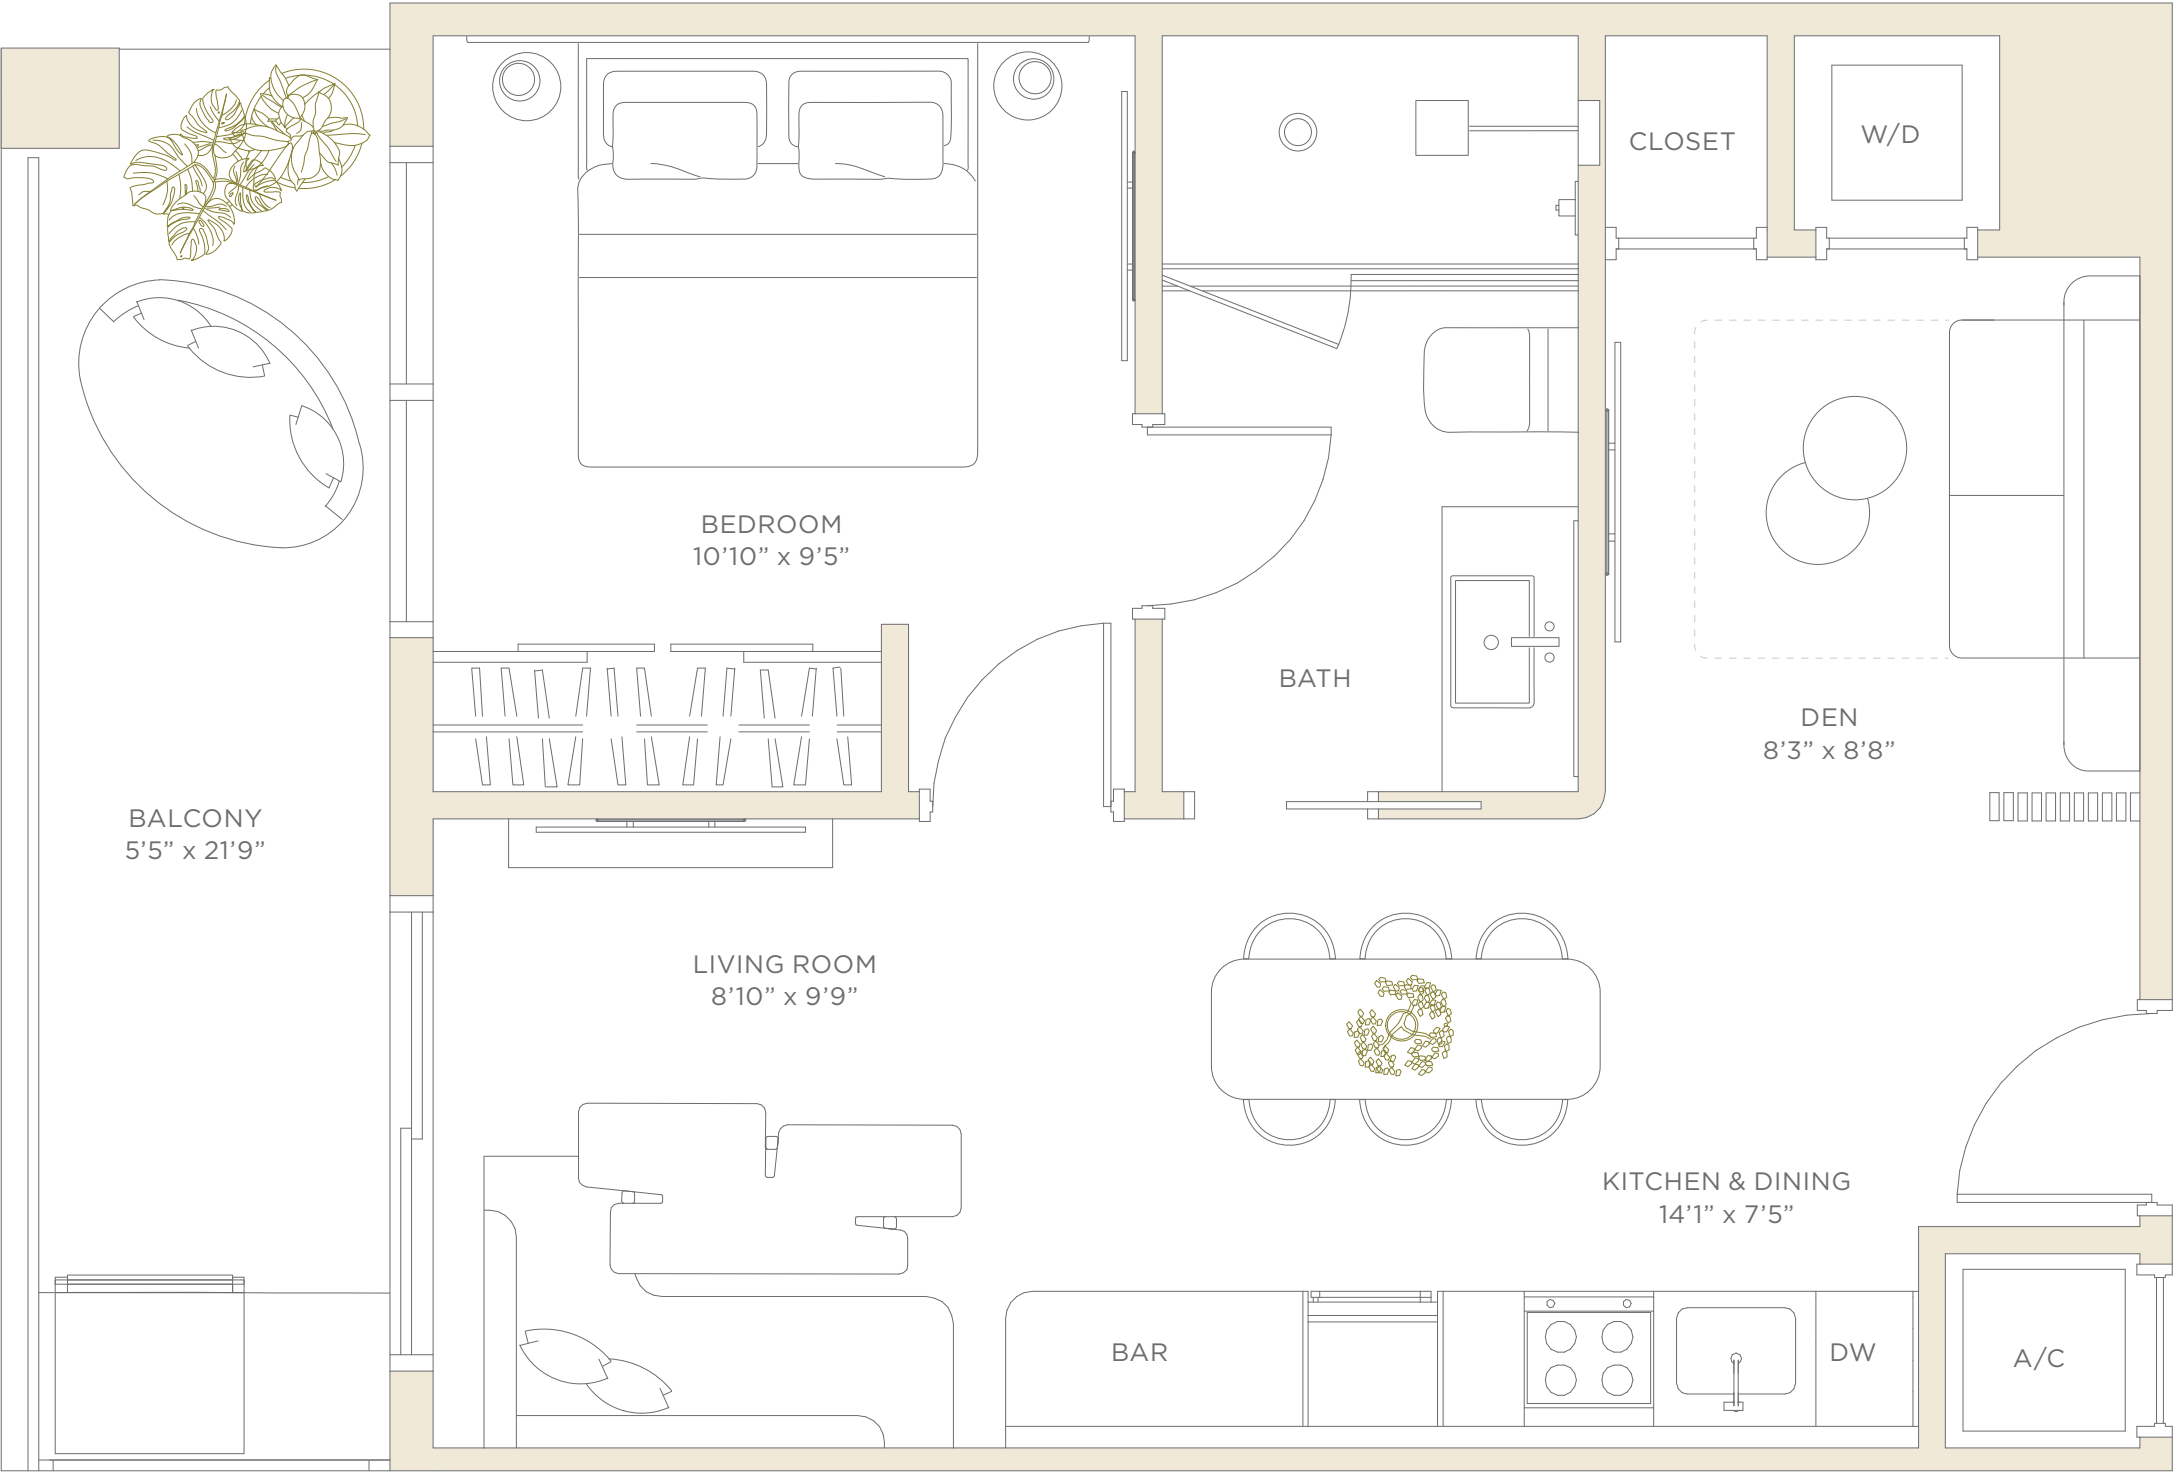 CLOSET
W/D
BEDROOM
10’10” x 9’5”
BATH
DEN
8’3” x 8’8”
BALCONY
5’5” x 21’9”
LIVING ROOM
8’10” x 9’9”
KITCHEN & DINING
14’1” x 7’5”
BAR
DW
A/C